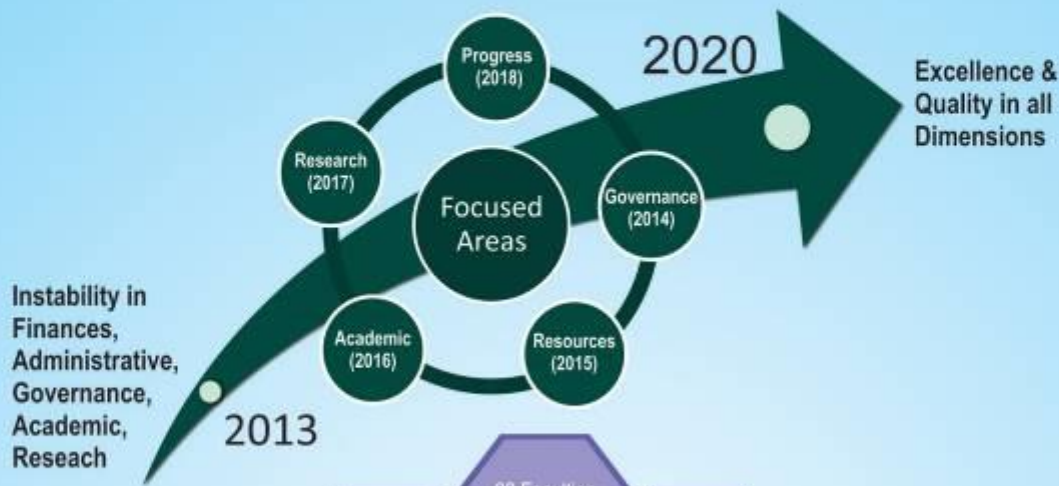 Progress
(2018)
2020
Excellence &
Quality in all
Dimensions
Research
(2017)
Focused
Areas
Governance
(2014)
Instability in
Finances,
Administrative,
Governance,
Academic,
Reseach
Academic
(2016)
Resources
(2015)
2013